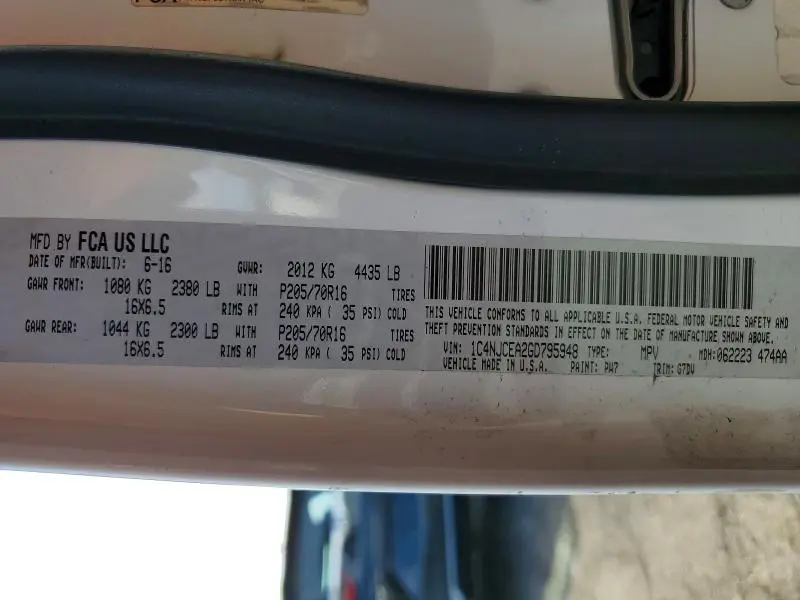 MFD BY FCA US LLC
DATE OF MFR(BUILT): 6-16 GVWR: 2012 KG 4435 LB
GAWR FRONT: 1080 KG 2380 LB WITH P205/70R16 TIRES
16X6.5 RIMS AT 240 KPA ( 35 PSI) COLD
GAWR REAR: 1044 KG 2300 LB WITH P205/70R16 TIRES
16X6.5 RIMS AT 240 KPA ( 35 PSI) COLD
THIS VEHICLE CONFORMS TO ALL APPLICABLE U.S.A. FEDERAL MOTOR VEHICLE SAFETY AND
THEFT PREVENTION STANDARDS IN EFFECT ON THE DATE OF MANUFACTURE SHOWN ABOVE.
VIN: 1C4NJCEA2GD795948 TYPE: MPV MDH: 062223 474AA
VEHICLE MADE IN U.S.A. PAINT: PW7 TRIM: G7DV